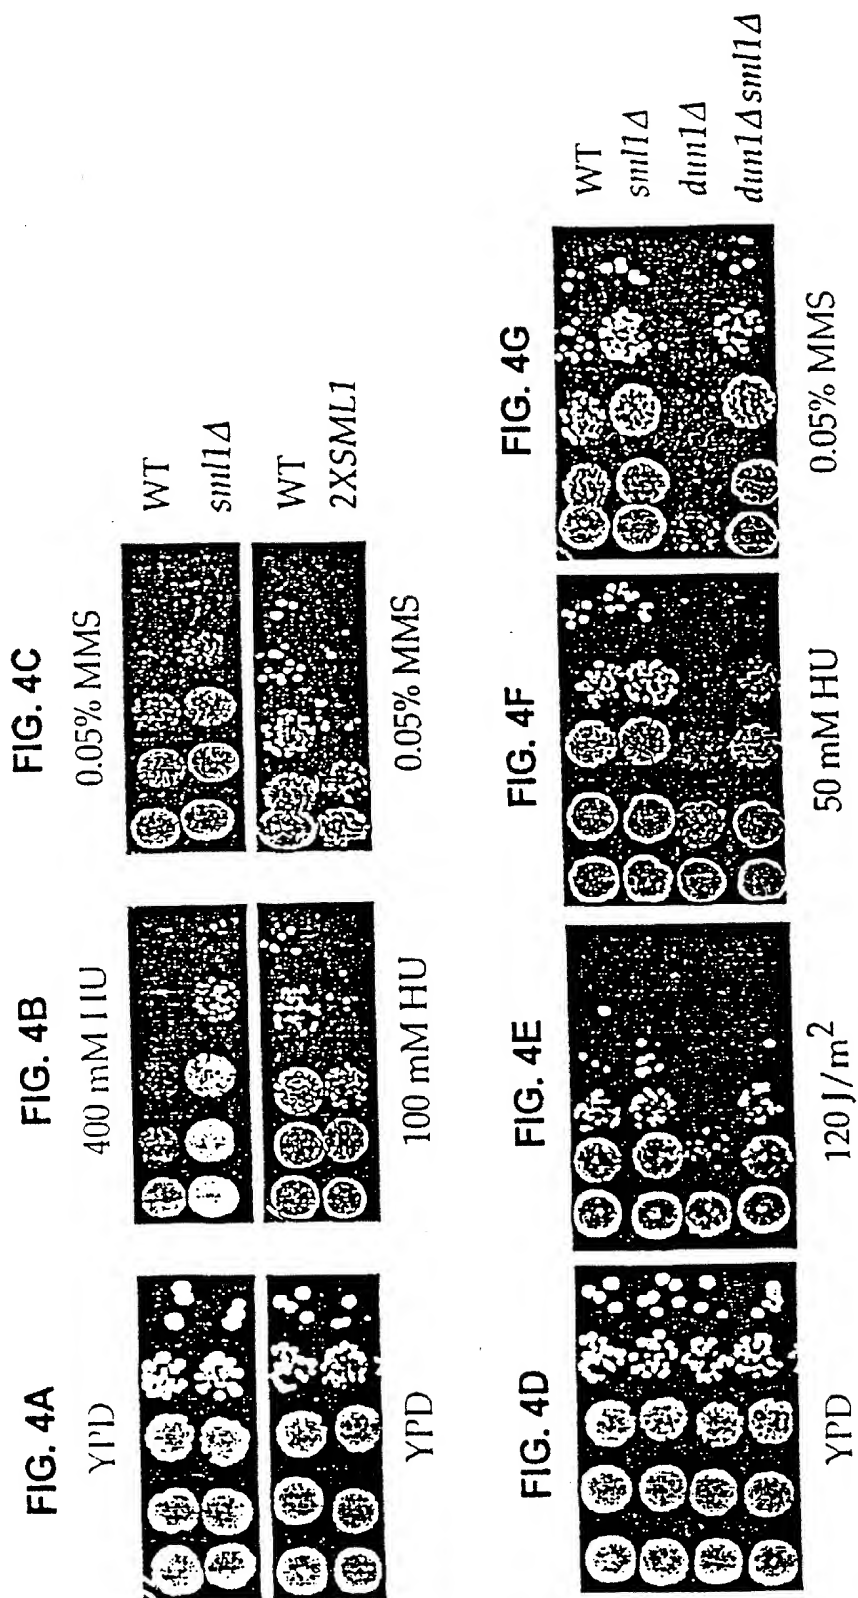 FIG. 4A
FIG. 4B
FIG. 4C
YPD
400 mM HU
0.05% MMS
WT
sml1Δ
WT
2XSML1
YPD
100 mM HU
0.05% MMS
FIG. 4D
FIG. 4E
FIG. 4F
FIG. 4G
WT
sml1Δ
dun1Δ
dun1Δsml1Δ
YPD
120 J/m²
50 mM HU
0.05% MMS